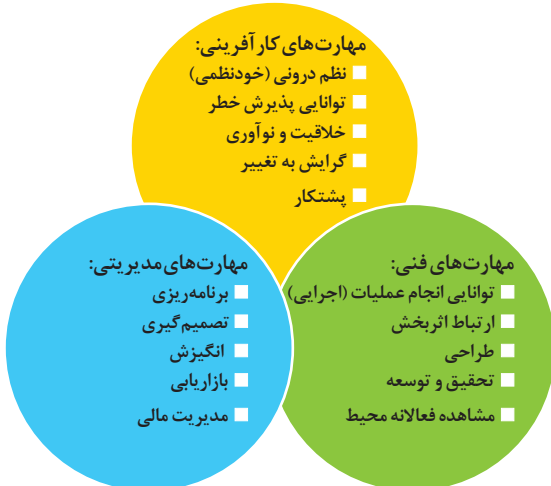 مهارت‌های کارآفرینی:
نظم درونی (خودنظمی)
توانایی پذیرش خطر
خلاقیت و نوآوری
گرایش به تغییر
پشتکار
مهارت‌های فنی:
توانایی انجام عملیات (اجرایی)
ارتباط اثربخش
طراحی
تحقیق و توسعه
مشاهده فعالانه محیط
مهارت‌های مدیریتی:
برنامه‌ریزی
تصمیم‌گیری
انگیزش
بازاریابی
مدیریت مالی